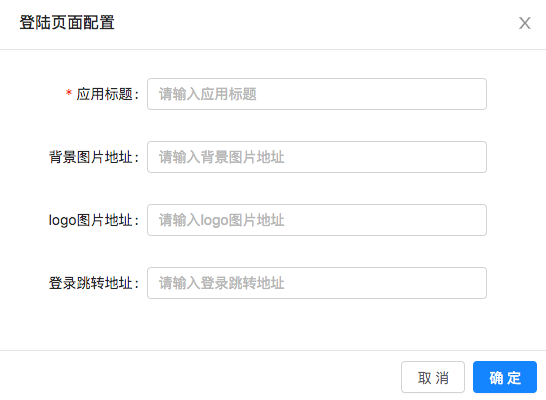 登陆页面配置
* 应用标题: 请输入应用标题
背景图片地址: 请输入背景图片地址
logo图片地址: 请输入logo图片地址
登录跳转地址: 请输入登录跳转地址
取 消 确 定